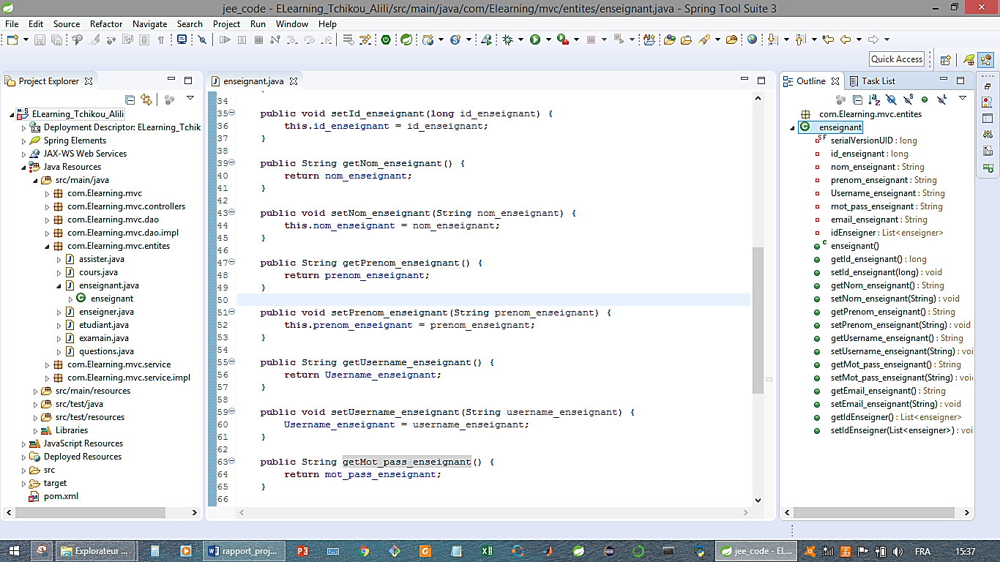 jee_code - ELearning_Tchikou_Alili/src/main/java/com/Elearning/mvc/entites/enseignant.java - Spring Tool Suite 3
File Edit Source Refactor Navigate Search Project Run Window Help
Quick Access
Project Explorer
ELearning_Tchikou_Alili
Deployment Descriptor: ELearning_Tchik
Spring Elements
JAX-WS Web Services
Java Resources
src/main/java
com.Elearning.mvc
com.Elearning.mvc.controllers
com.Elearning.mvc.dao
com.Elearning.mvc.dao.impl
com.Elearning.mvc.entites
assister.java
cours.java
enseignant.java
enseignant
enseigner.java
etudiant.java
examain.java
questions.java
com.Elearning.mvc.service
com.Elearning.mvc.service.impl
src/main/resources
src/test/java
src/test/resources
Libraries
JavaScript Resources
Deployed Resources
src
target
pom.xml
enseignant.java
34
35 public void setId_enseignant(long id_enseignant) {
36 this.id_enseignant = id_enseignant;
37 }
38
39 public String getNom_enseignant() {
40 return nom_enseignant;
41 }
42
43 public void setNom_enseignant(String nom_enseignant) {
44 this.nom_enseignant = nom_enseignant;
45 }
46
47 public String getPrenom_enseignant() {
48 return prenom_enseignant;
49 }
50
51 public void setPrenom_enseignant(String prenom_enseignant) {
52 this.prenom_enseignant = prenom_enseignant;
53 }
54
55 public String getUsername_enseignant() {
56 return Username_enseignant;
57 }
58
59 public void setUsername_enseignant(String username_enseignant) {
60 Username_enseignant = username_enseignant;
61 }
62
63 public String getMot_pass_enseignant() {
64 return mot_pass_enseignant;
65 }
66
Outline Task List
com.Elearning.mvc.entites
enseignant
serialVersionUID : long
id_enseignant : long
nom_enseignant : String
prenom_enseignant : String
Username_enseignant : String
mot_pass_enseignant : String
email_enseignant : String
idEnseigner : List<enseigner>
enseignant()
getId_enseignant() : long
setId_enseignant(long) : void
getNom_enseignant() : String
setNom_enseignant(String) : void
getPrenom_enseignant() : String
setPrenom_enseignant(String) : void
getUsername_enseignant() : String
setUsername_enseignant(String) : voi
getMot_pass_enseignant() : String
setMot_pass_enseignant(String) : voi
getEmail_enseignant() : String
setEmail_enseignant(String) : void
getIdEnseigner() : List<enseigner>
setIdEnseigner(List<enseigner>) : voi
Explorateur ... rapport_proj... jee_code - EL... FRA 15:37